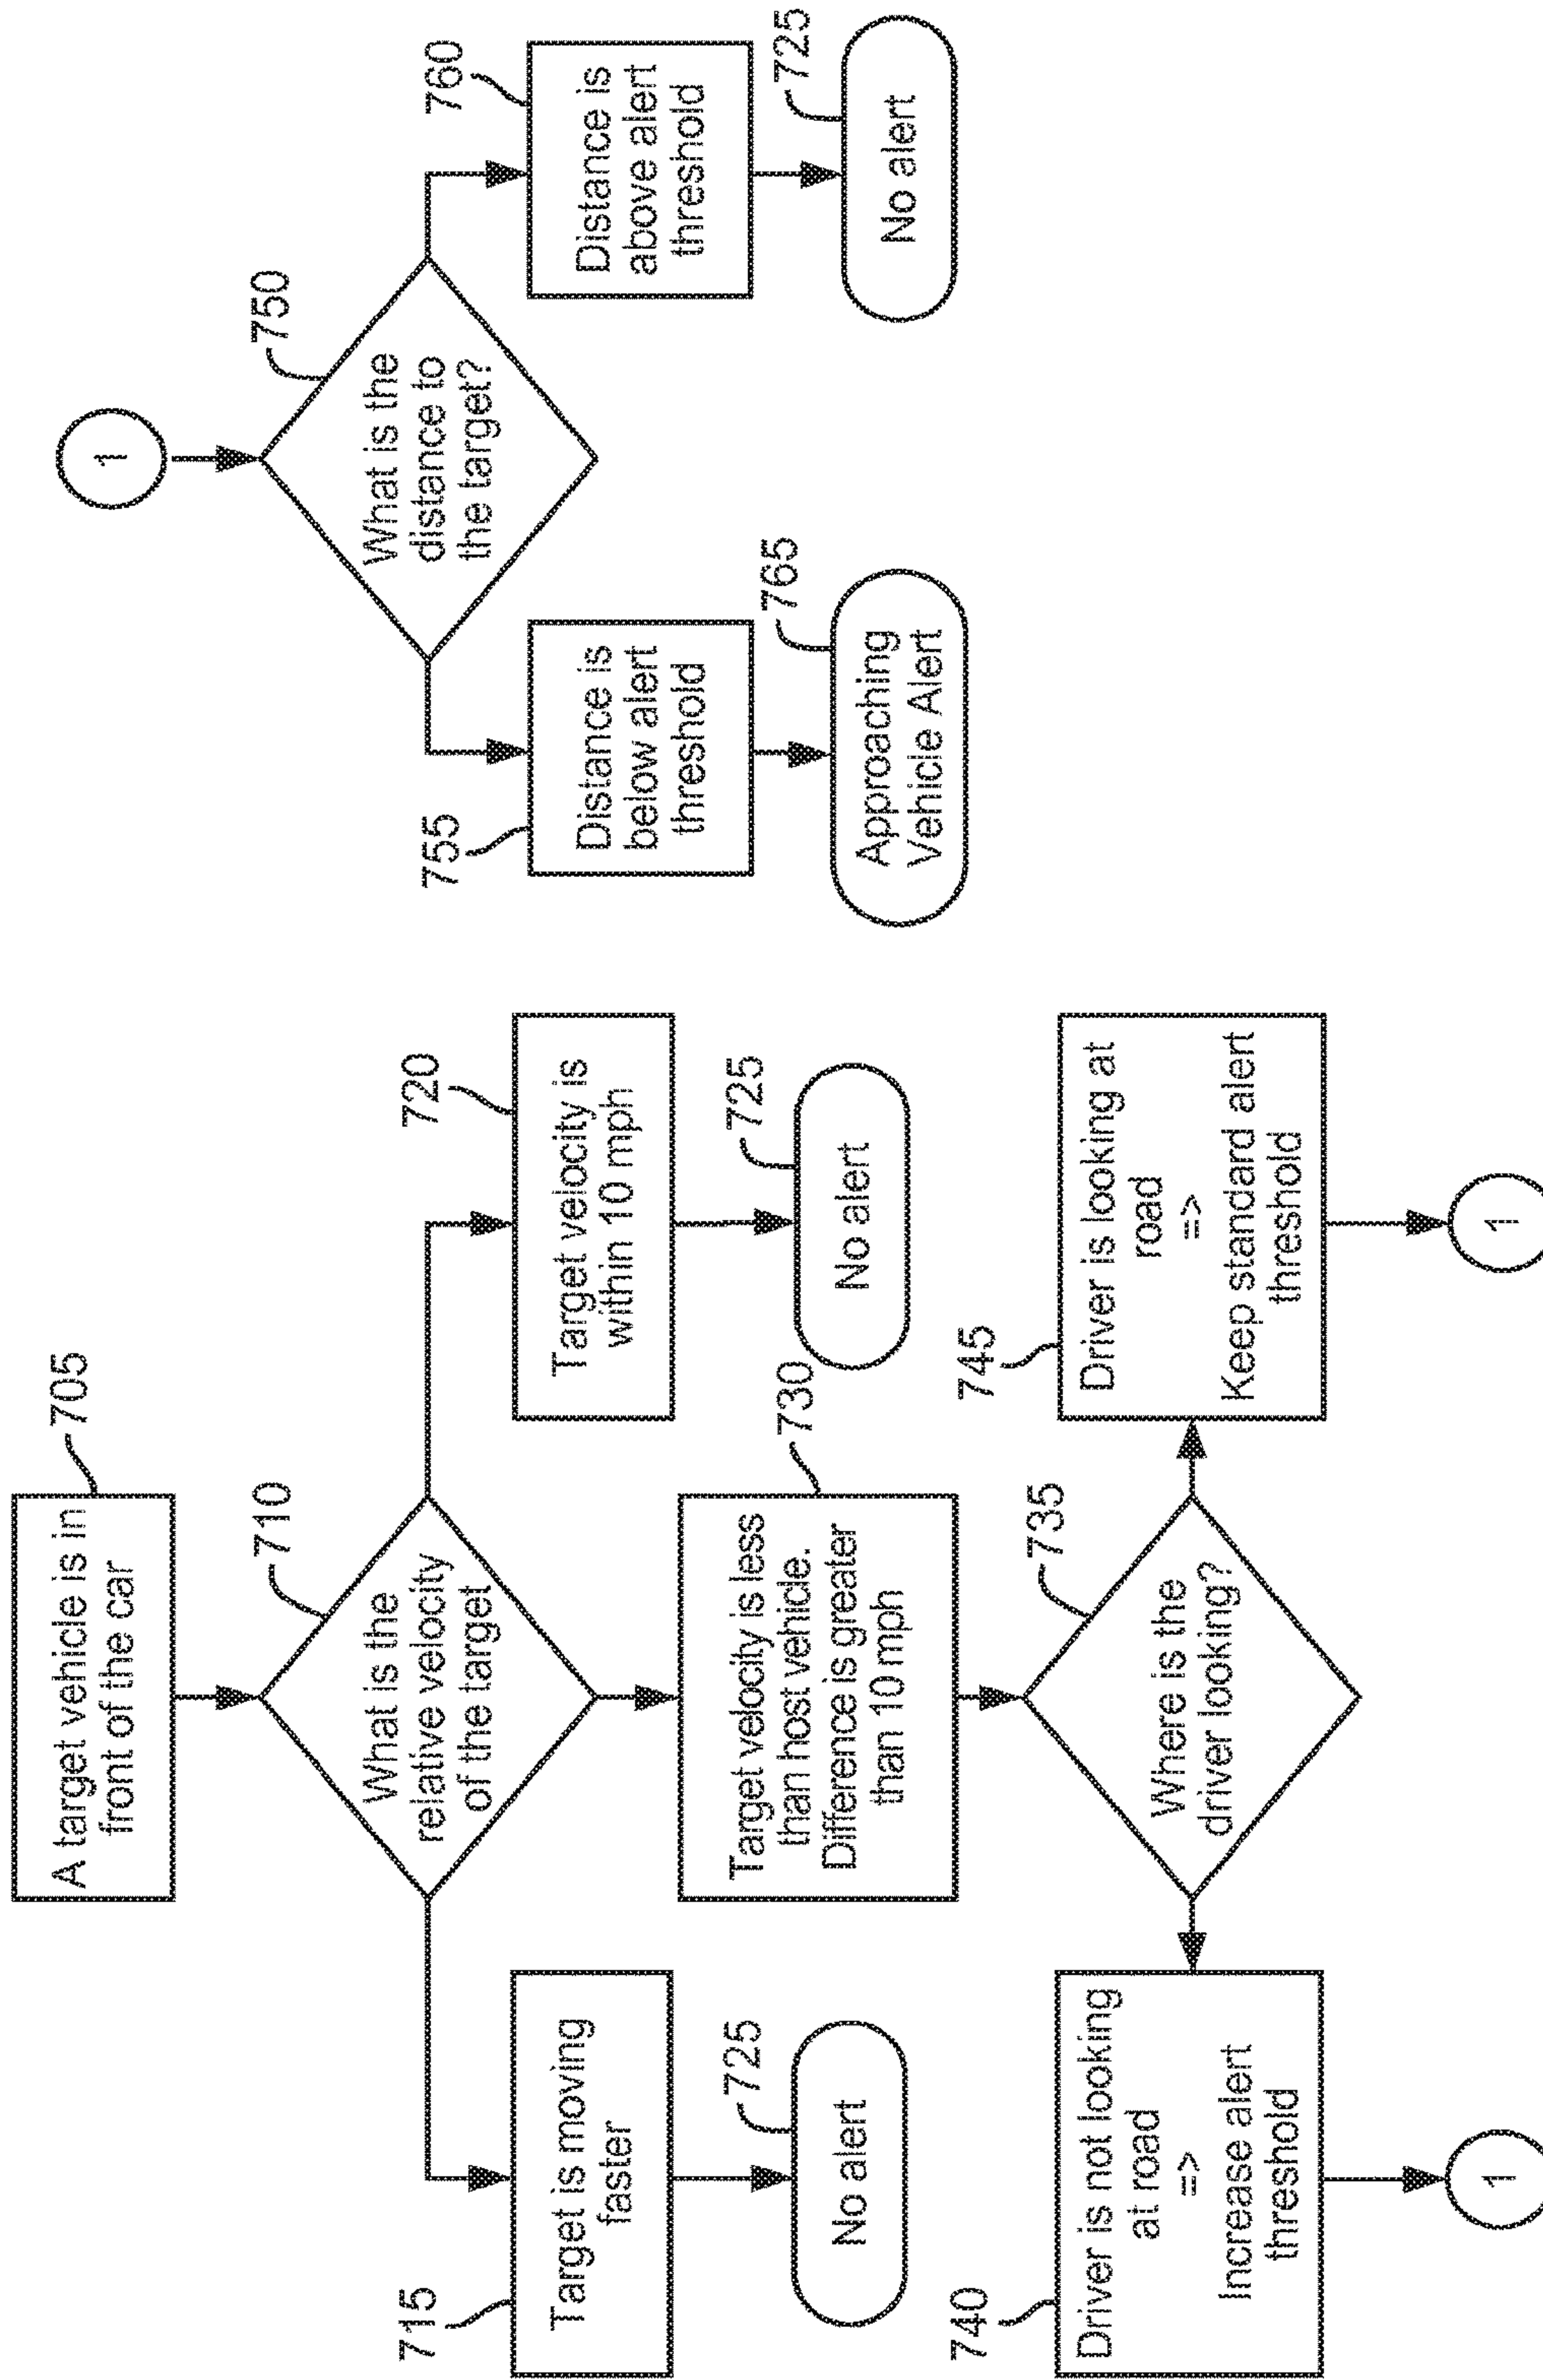 705
A target vehicle is in
front of the car
710
What is the
relative velocity
of the target
715
Target is moving
faster
725
No alert
720
Target velocity is
within 10 mph
725
No alert
730
Target velocity is less
than host vehicle.
Difference is greater
than 10 mph
735
Where is the
driver looking?
740
Driver is not looking
at road
=>
Increase alert
threshold
1
745
Driver is looking at
road
=>
Keep standard alert
threshold
1
1
750
What is the
distance to
the target?
755
Distance is
below alert
threshold
765
Approaching
Vehicle Alert
760
Distance is
above alert
threshold
725
No alert